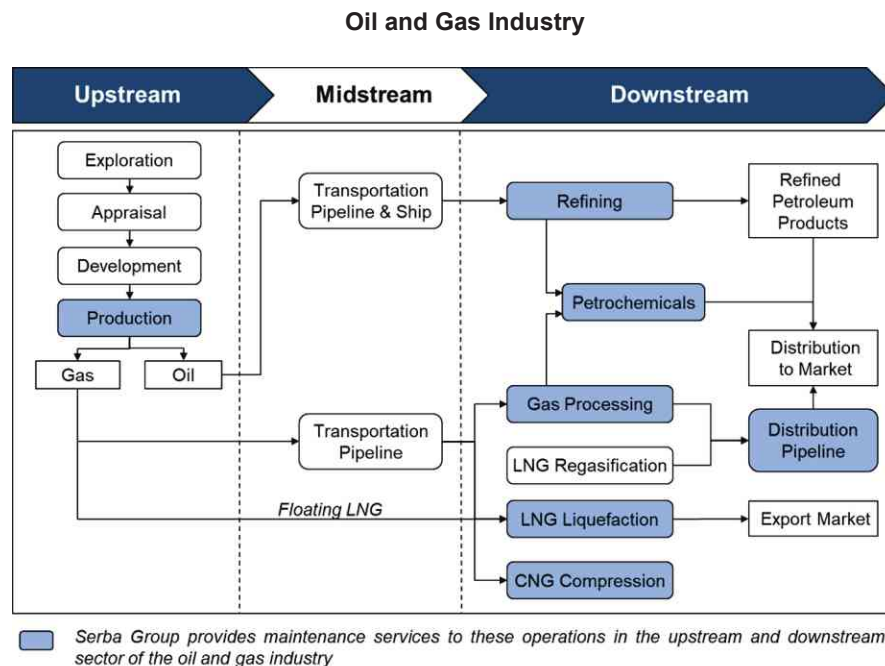 Oil and Gas Industry
Upstream
Midstream
Downstream
Exploration
Appraisal
Development
Production
Gas
Oil
Transportation
Pipeline & Ship
Transportation
Pipeline
Floating LNG
Refining
Petrochemicals
Gas Processing
LNG Regasification
LNG Liquefaction
CNG Compression
Refined
Petroleum
Products
Distribution
to Market
Distribution
Pipeline
Export Market
Serba Group provides maintenance services to these operations in the upstream and downstream
sector of the oil and gas industry